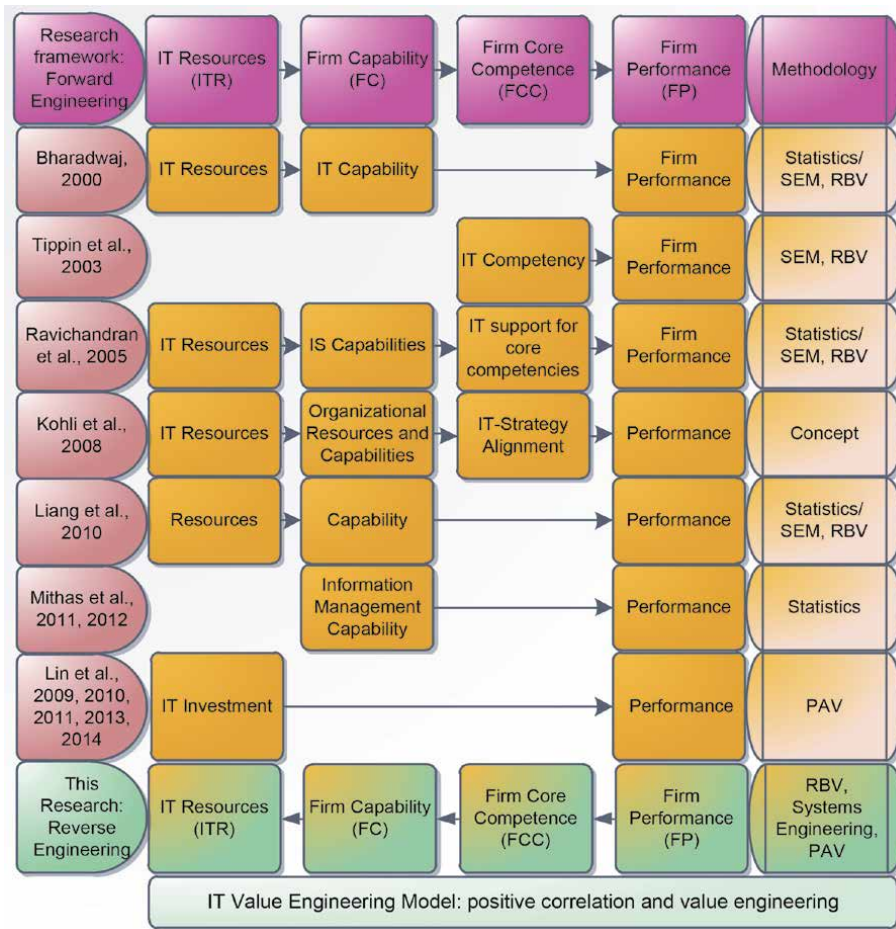 Research
framework:
Forward
Engineering
IT Resources
(ITR)
Firm Capability
(FC)
Firm Core
Competence
(FCC)
Firm
Performance
(FP)
Methodology
Bharadwaj,
2000
IT Resources
IT Capability
Firm
Performance
Statistics/
SEM, RBV
Tippin et al.,
2003
IT Competency
Firm
Performance
SEM, RBV
Ravichandran
et al., 2005
IT Resources
IS Capabilities
IT support for
core
competencies
Firm
Performance
Statistics/
SEM, RBV
Kohli et al.,
2008
IT Resources
Organizational
Resources and
Capabilities
IT-Strategy
Alignment
Performance
Concept
Liang et al.,
2010
Resources
Capability
Performance
Statistics/
SEM, RBV
Mithas et al.,
2011, 2012
Information
Management
Capability
Performance
Statistics
Lin et al.,
2009, 2010,
2011, 2013,
2014
IT Investment
Performance
PAV
This
Research:
Reverse
Engineering
IT Resources
(ITR)
Firm Capability
(FC)
Firm Core
Competence
(FCC)
Firm
Performance
(FP)
RBV,
Systems
Engineering,
PAV
IT Value Engineering Model: positive correlation and value engineering